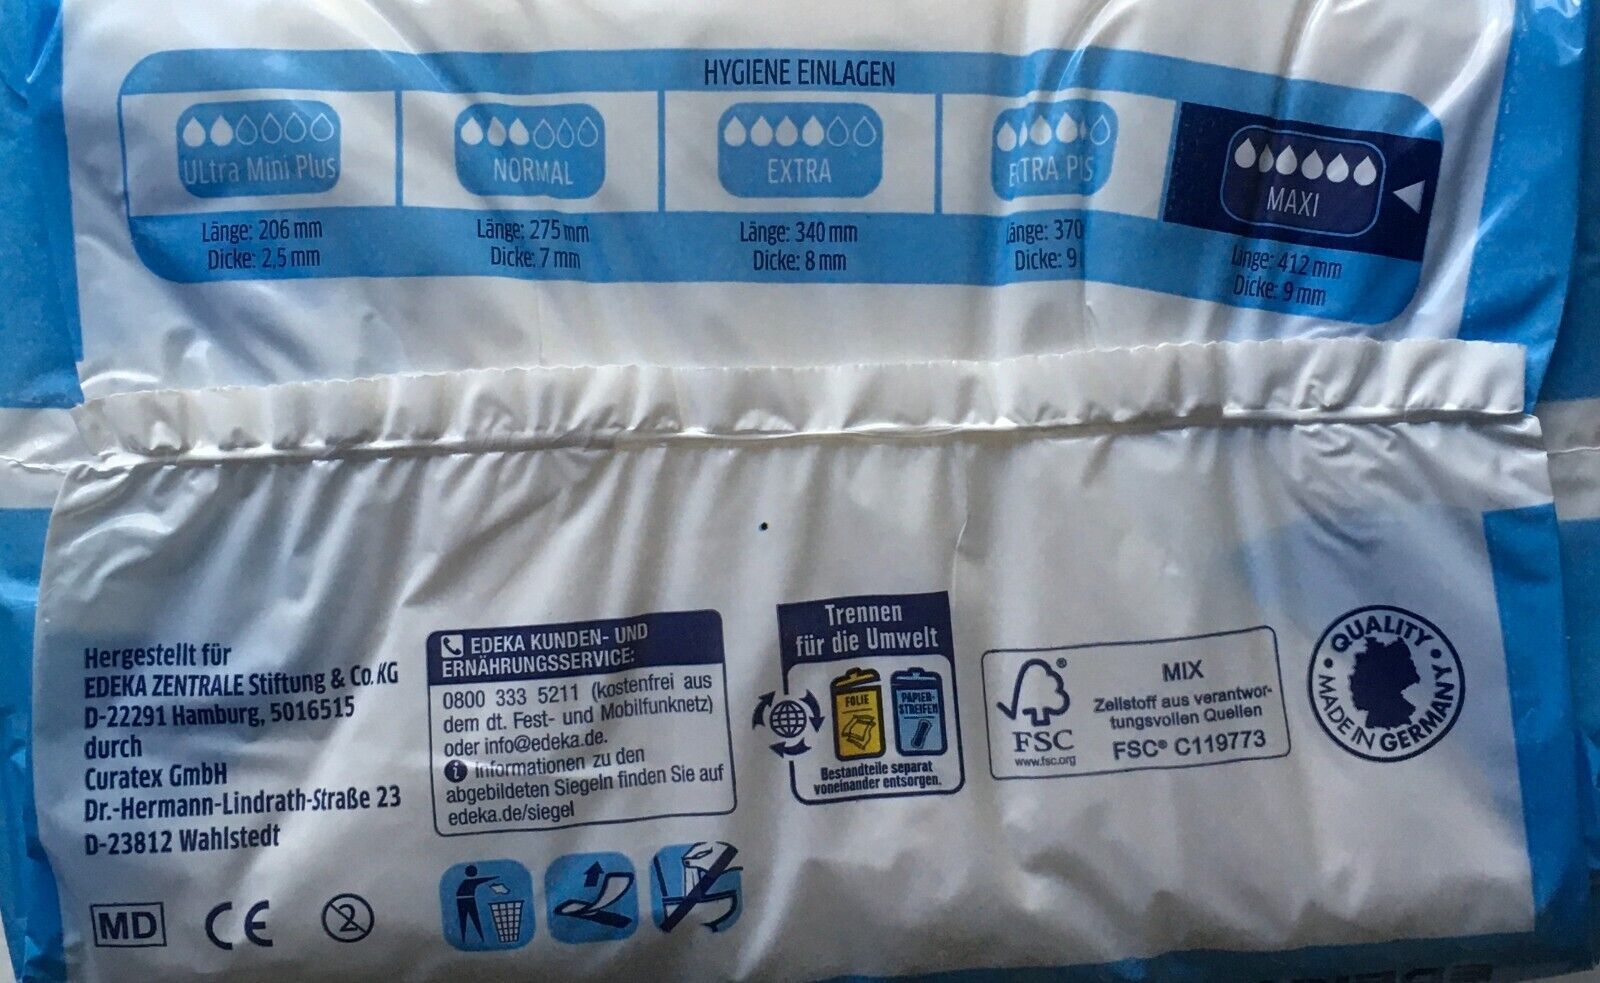 HYGIENE EINLAGEN
ULtra Mini Plus
NORMAL
EXTRA
MAXI
Länge: 206 mm
Dicke: 2,5 mm
Länge: 275 mm
Dicke: 7 mm
Länge: 340 mm
Dicke: 8 mm
änge: 370
Dicke: 9
Länge: 412 mm
Dicke: 9 mm
Hergestellt für
EDEKA ZENTRALE Stiftung & Co. KG
D-22291 Hamburg, 5016515
durch
Curatex GmbH
Dr.-Hermann-Lindrath-Straße 23
D-23812 Wahlstedt
MD
CE
2
EDEKA KUNDEN- UND
ERNÄHRUNGSSERVICE:
0800 333 5211 (kostenfrei aus
dem dt. Fest- und Mobilfunknetz)
oder info@edeka.de.
i Informationen zu den
abgebildeten Siegeln finden Sie auf
edeka.de/siegel
Trennen
für die Umwelt
FOLIE
PAPIER-
STREIFEN
Bestandteile separat
voneinander entsorgen.
FSC®
www.fsc.org
MIX
Zellstoff aus verantwor-
tungsvollen Quellen
FSC® C119773
QUALITY • MADE IN GERMANY •